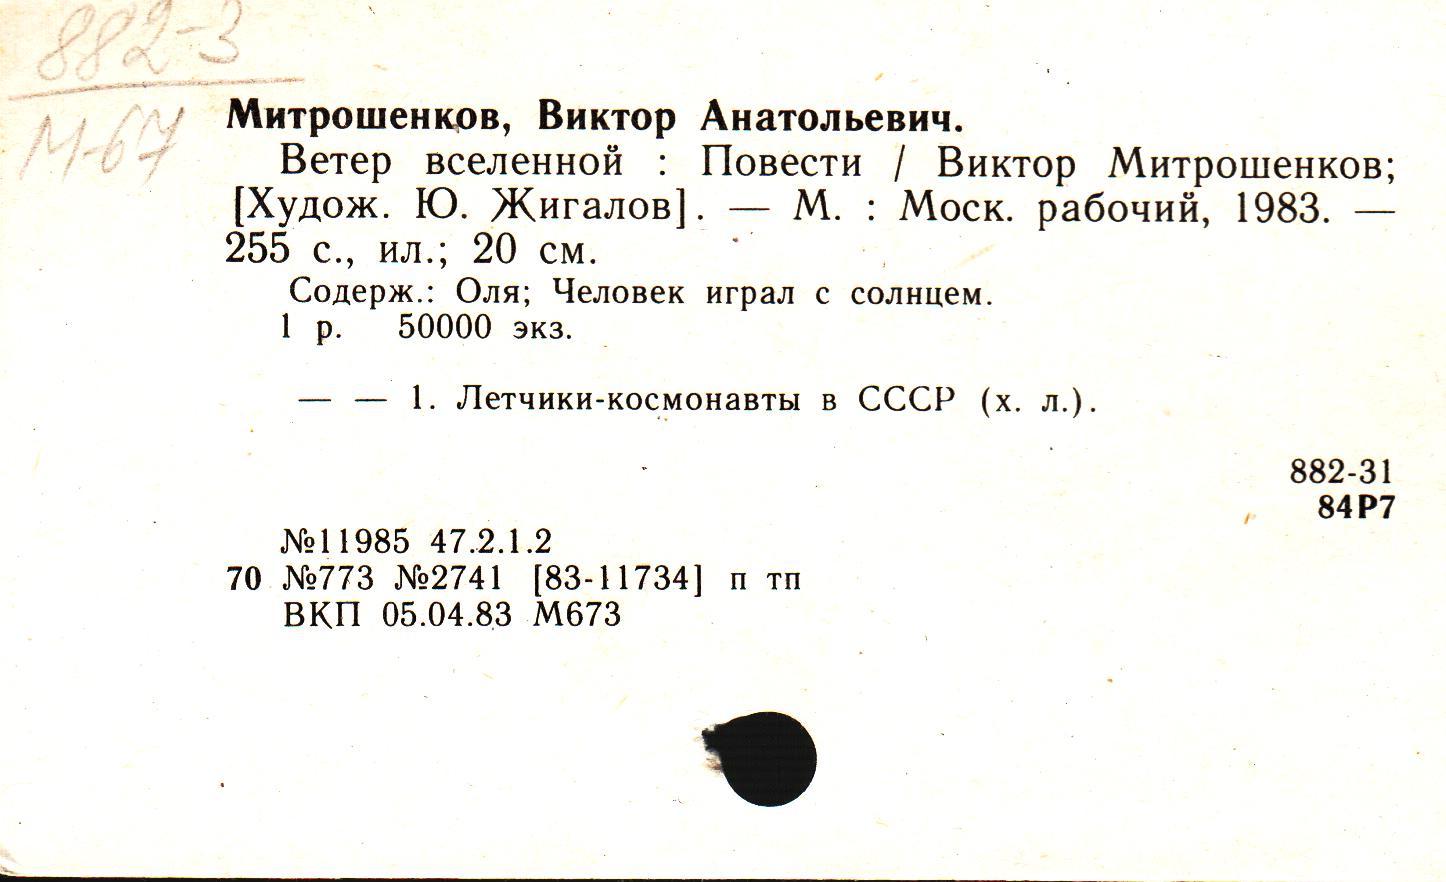 882-3
М-67
Митрошенков, Виктор Анатольевич.
Ветер вселенной : Повести / Виктор Митрошенков;
[Худож. Ю. Жигалов]. — М. : Моск. рабочий, 1983. —
255 с., ил.; 20 см.
Содерж.: Оля; Человек играл с солнцем.
1 р. 50000 экз.
— — 1. Летчики-космонавты в СССР (х. л.).
882-31
84Р7
№11985 47.2.1.2
70 №773 №2741 [83-11734] п тп
ВКП 05.04.83 М673